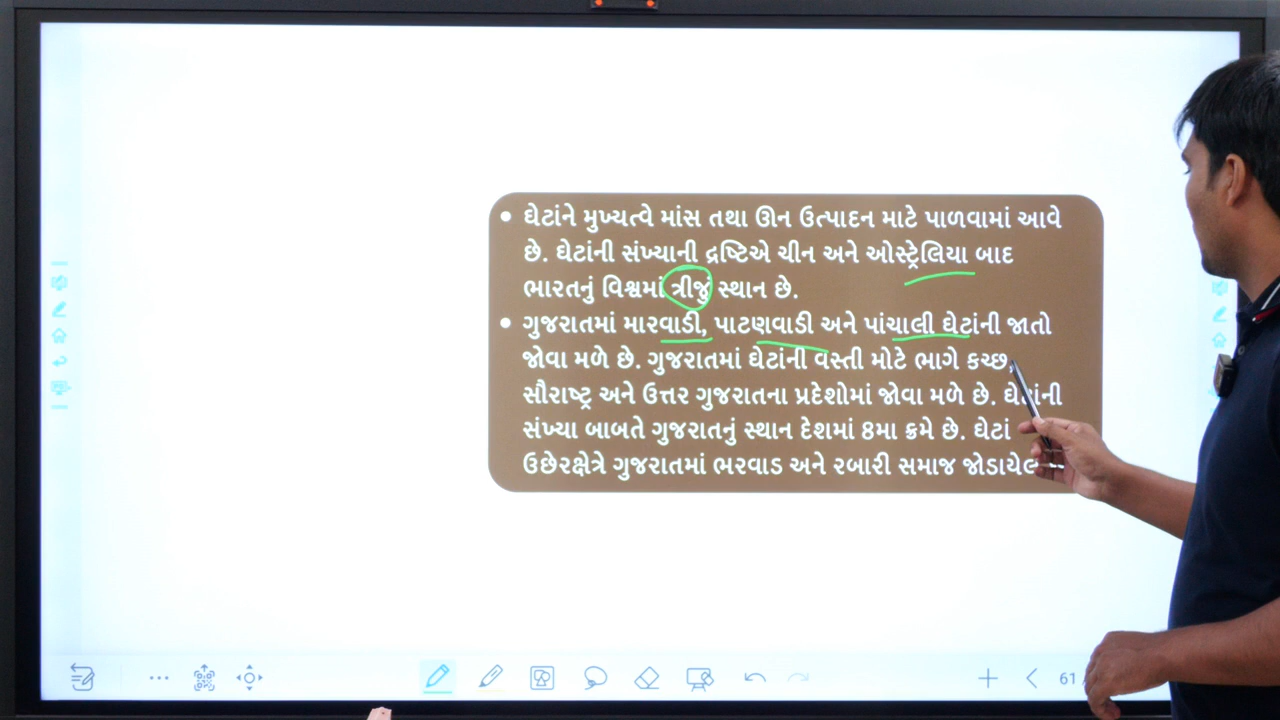 • ઘેટાંને મુખ્યત્વે માંસ તથા ઊન ઉત્પાદન માટે પાળવામાં આવે
છે. ઘેટાંની સંખ્યાની દ્રષ્ટિએ ચીન અને ઓસ્ટ્રેલિયા બાદ
ભારતનું વિશ્વમાં ત્રીજું સ્થાન છે.
• ગુજરાતમાં મારવાડી, પાટણવાડી અને પાંચાલી ઘેટાંની જાતો
જોવા મળે છે. ગુજરાતમાં ઘેટાંની વસ્તી મોટે ભાગે કચ્છ,
સૌરાષ્ટ્ર અને ઉત્તર ગુજરાતના પ્રદેશોમાં જોવા મળે છે. ઘેટાંની
સંખ્યા બાબતે ગુજરાતનું સ્થાન દેશમાં 8મા ક્રમે છે. ઘેટાં
ઉછેરક્ષેત્રે ગુજરાતમાં ભરવાડ અને રબારી સમાજ જોડાયેલ
61